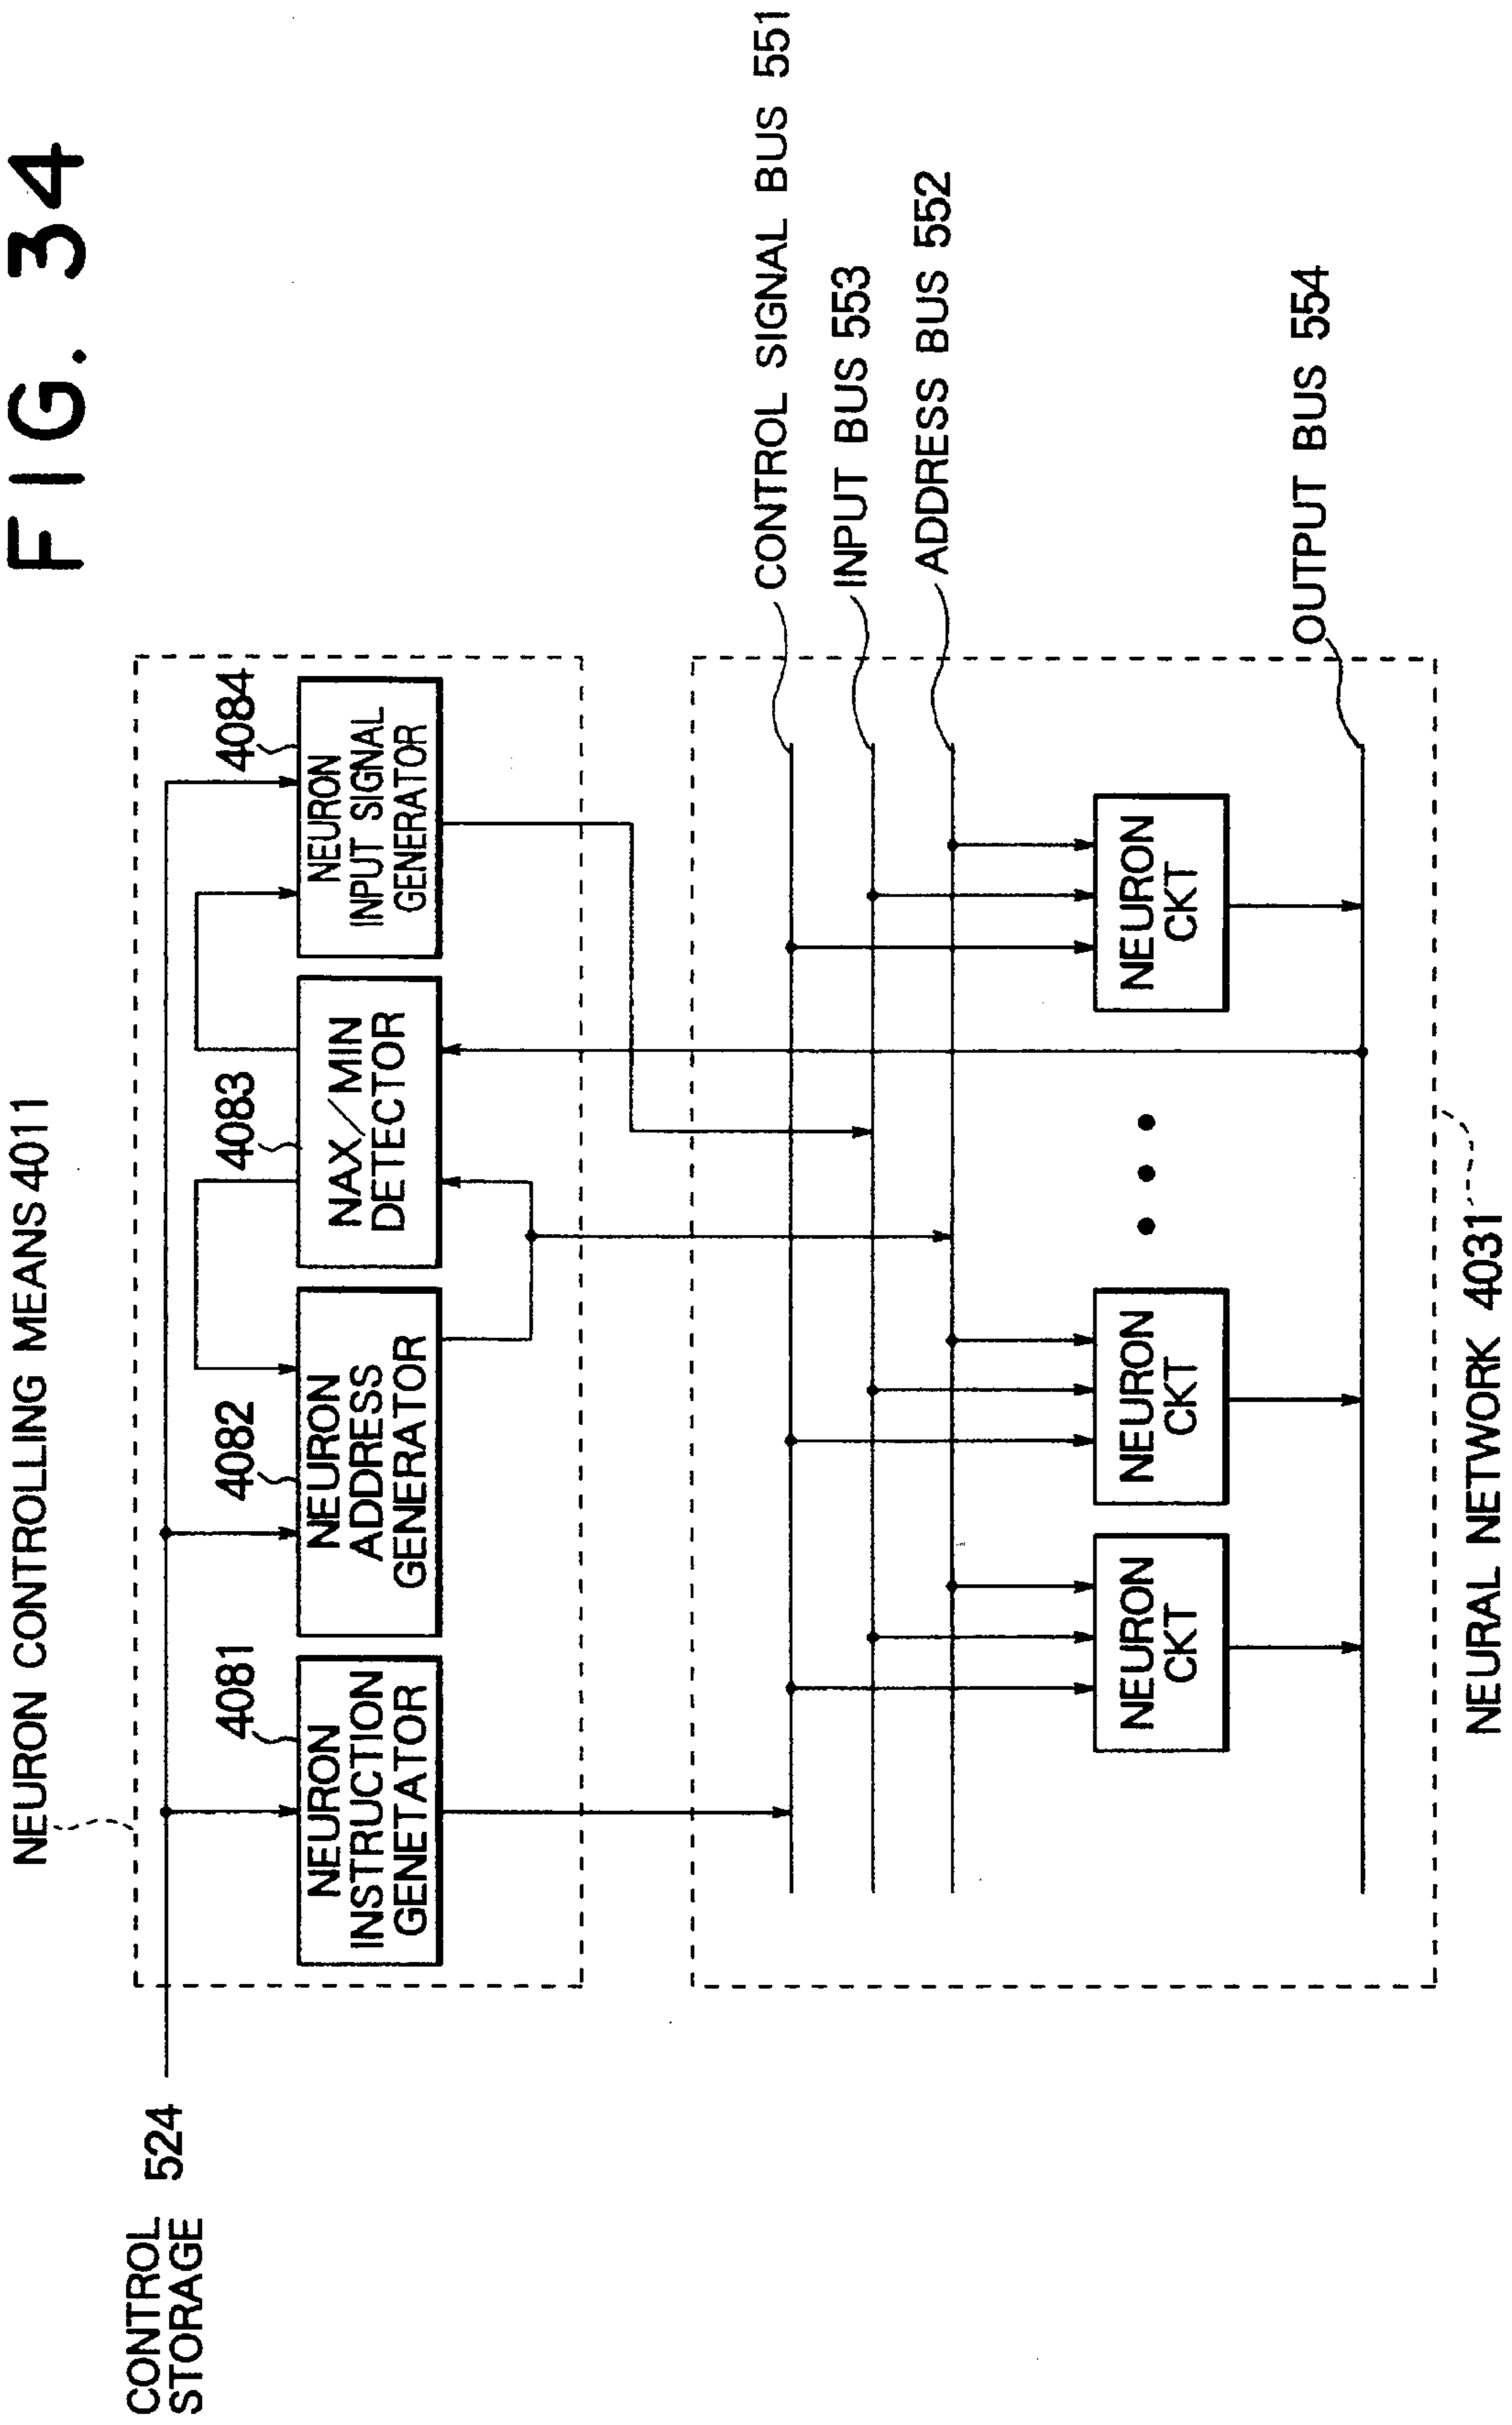 FIG. 34
NEURON CONTROLLING MEANS 4011
CONTROL
STORAGE 524
4081
NEURON
INSTRUCTION
GENETATOR
4082
NEURON
ADDRESS
GENERATOR
4083
NAX/MIN
DETECTOR
4084
NEURON
INPUT SIGNAL
GENERATOR
CONTROL SIGNAL BUS 551
INPUT BUS 553
ADDRESS BUS 552
NEURON
CKT
NEURON
CKT
NEURON
CKT
OUTPUT BUS 554
NEURAL NETWORK 4031